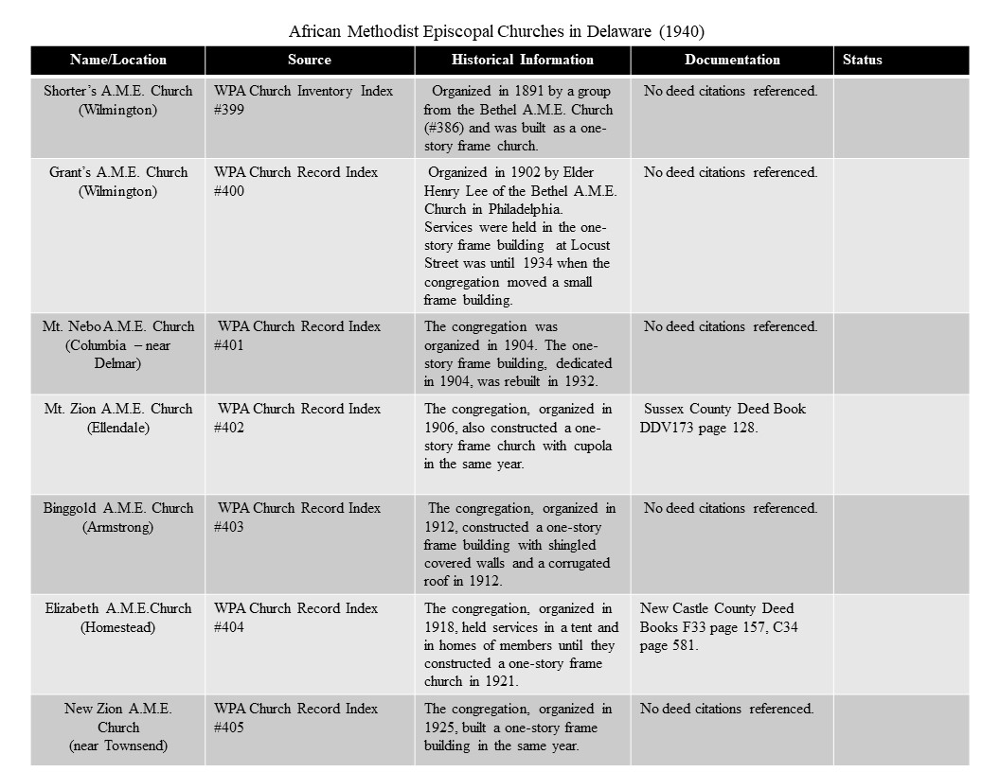 African Methodist Episcopal Churches in Delaware (1940)
Name/Location
Source
Historical Information
Documentation
Status
Shorter's A.M.E. Church
(Wilmington)
WPA Church Inventory Index
#399
Organized in 1891 by a group
from the Bethel A.M.E. Church
(#386) and was built as a one-
story frame church.
No deed citations referenced.
Grant's A.M.E. Church
(Wilmington)
WPA Church Record Index
#400
Organized in 1902 by Elder
Henry Lee of the Bethel A.M.E.
Church in Philadelphia.
Services were held in the one-
story frame building at Locust
Street was until 1934 when the
congregation moved a small
frame building.
No deed citations referenced.
Mt. Nebo A.M.E. Church
(Columbia – near
Delmar)
WPA Church Record Index
#401
The congregation was
organized in 1904. The one-
story frame building, dedicated
in 1904, was rebuilt in 1932.
No deed citations referenced.
Mt. Zion A.M.E. Church
(Ellendale)
WPA Church Record Index
#402
The congregation, organized in
1906, also constructed a one-
story frame church with cupola
in the same year.
Sussex County Deed Book
DDV173 page 128.
Binggold A.M.E. Church
(Armstrong)
WPA Church Record Index
#403
The congregation, organized in
1912, constructed a one-story
frame building with shingled
covered walls and a corrugated
roof in 1912.
No deed citations referenced.
Elizabeth A.M.E.Church
(Homestead)
WPA Church Record Index
#404
The congregation, organized in
1918, held services in a tent and
in homes of members until they
constructed a one-story frame
church in 1921.
New Castle County Deed
Books F33 page 157, C34
page 581.
New Zion A.M.E.
Church
(near Townsend)
WPA Church Record Index
#405
The congregation, organized in
1925, built a one-story frame
building in the same year.
No deed citations referenced.